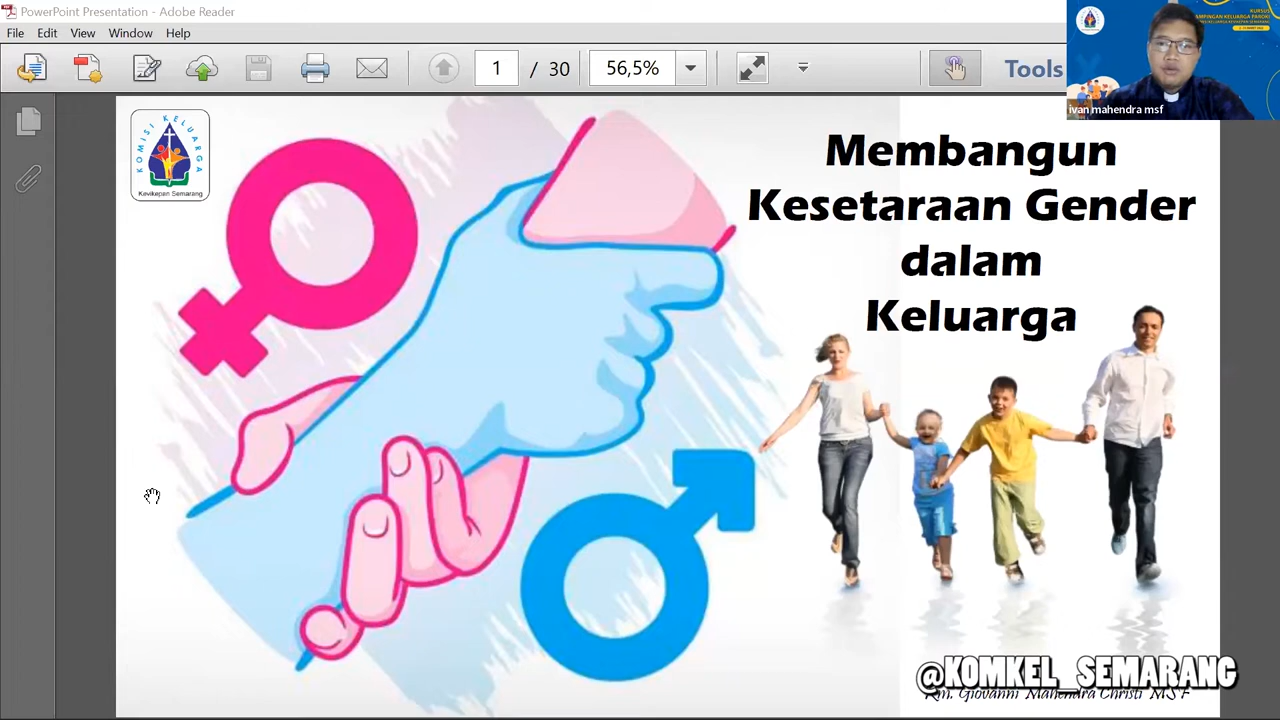 PowerPoint Presentation - Adobe Reader
File Edit View Window Help
1 / 30 56,5% Tools
KURSUS
ivan mahendra msf
KOMISI KELUARGA
Kevikepan Semarang
Membangun
Kesetaraan Gender
dalam
Keluarga
@KOMKEL_SEMARANG
Rm. Giovanni Mahendra Christi MSF